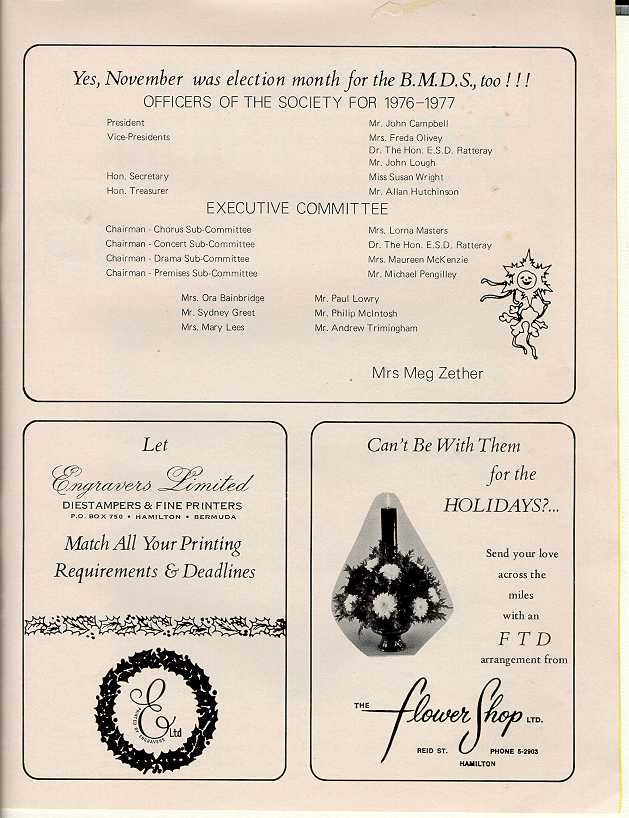 Yes, November was election month for the B.M.D.S., too ! ! !
OFFICERS OF THE SOCIETY FOR 1976-1977
President Mr. John Campbell
Vice-Presidents Mrs. Freda Olivey
Dr. The Hon. E.S.D. Ratteray
Mr. John Lough
Hon. Secretary Miss Susan Wright
Hon. Treasurer Mr. Allan Hutchinson
EXECUTIVE COMMITTEE
Chairman - Chorus Sub-Committee Mrs. Lorna Masters
Chairman - Concert Sub-Committee Dr. The Hon. E.S.D. Ratteray
Chairman - Drama Sub-Committee Mrs. Maureen McKenzie
Chairman - Premises Sub-Committee Mr. Michael Pengilley
Mrs. Ora Bainbridge Mr. Paul Lowry
Mr. Sydney Greet Mr. Philip McIntosh
Mrs. Mary Lees Mr. Andrew Trimingham
Mrs Meg Zether
Let
Engravers Limited
DIESTAMPERS & FINE PRINTERS
P.O. BOX 750 • HAMILTON • BERMUDA
Match All Your Printing
Requirements & Deadlines
E Ltd
PRINTED BY ENGRAVERS
Can't Be With Them
for the
HOLIDAYS?...
Send your love
across the
miles
with an
F T D
arrangement from
THE Flower Shop LTD.
REID ST. PHONE 5-2903
HAMILTON